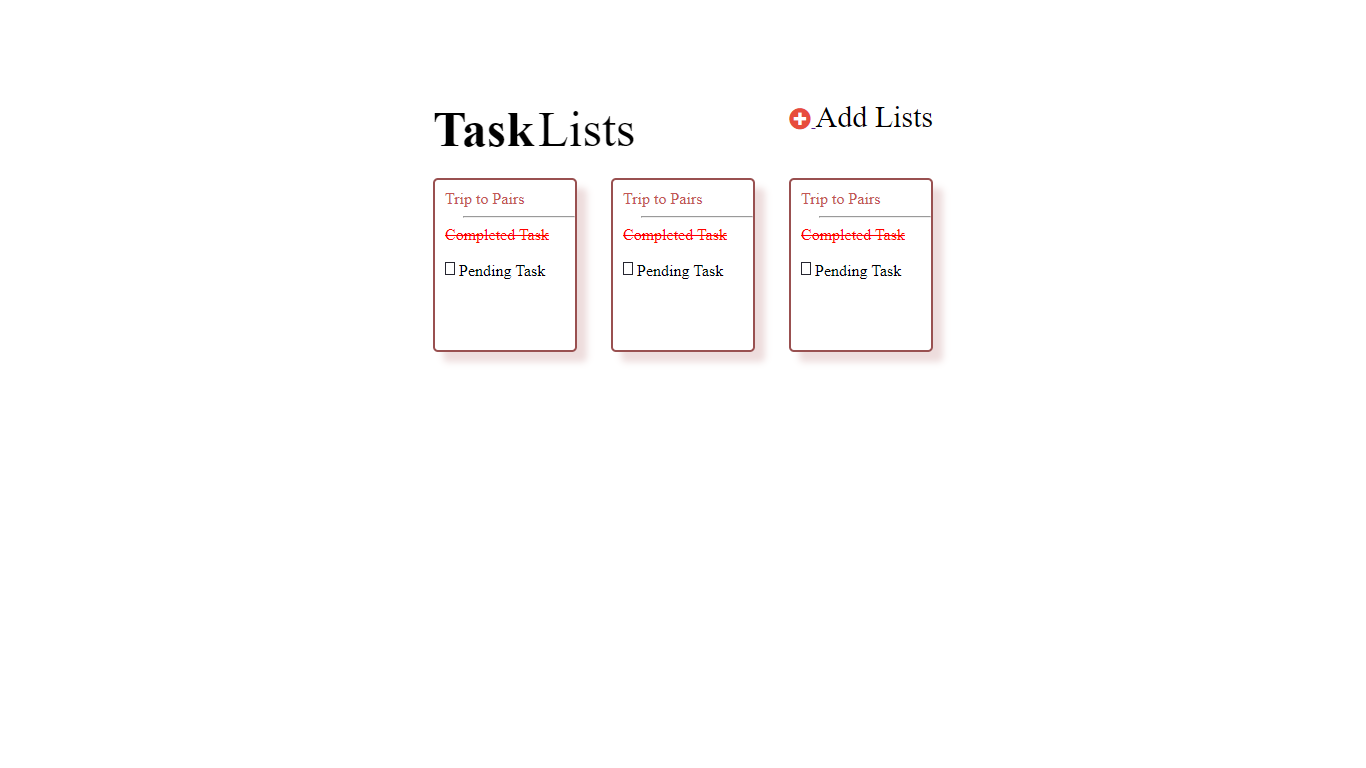 Task Lists
Add Lists
Trip to Pairs
Completed Task
Pending Task
Trip to Pairs
Completed Task
Pending Task
Trip to Pairs
Completed Task
Pending Task